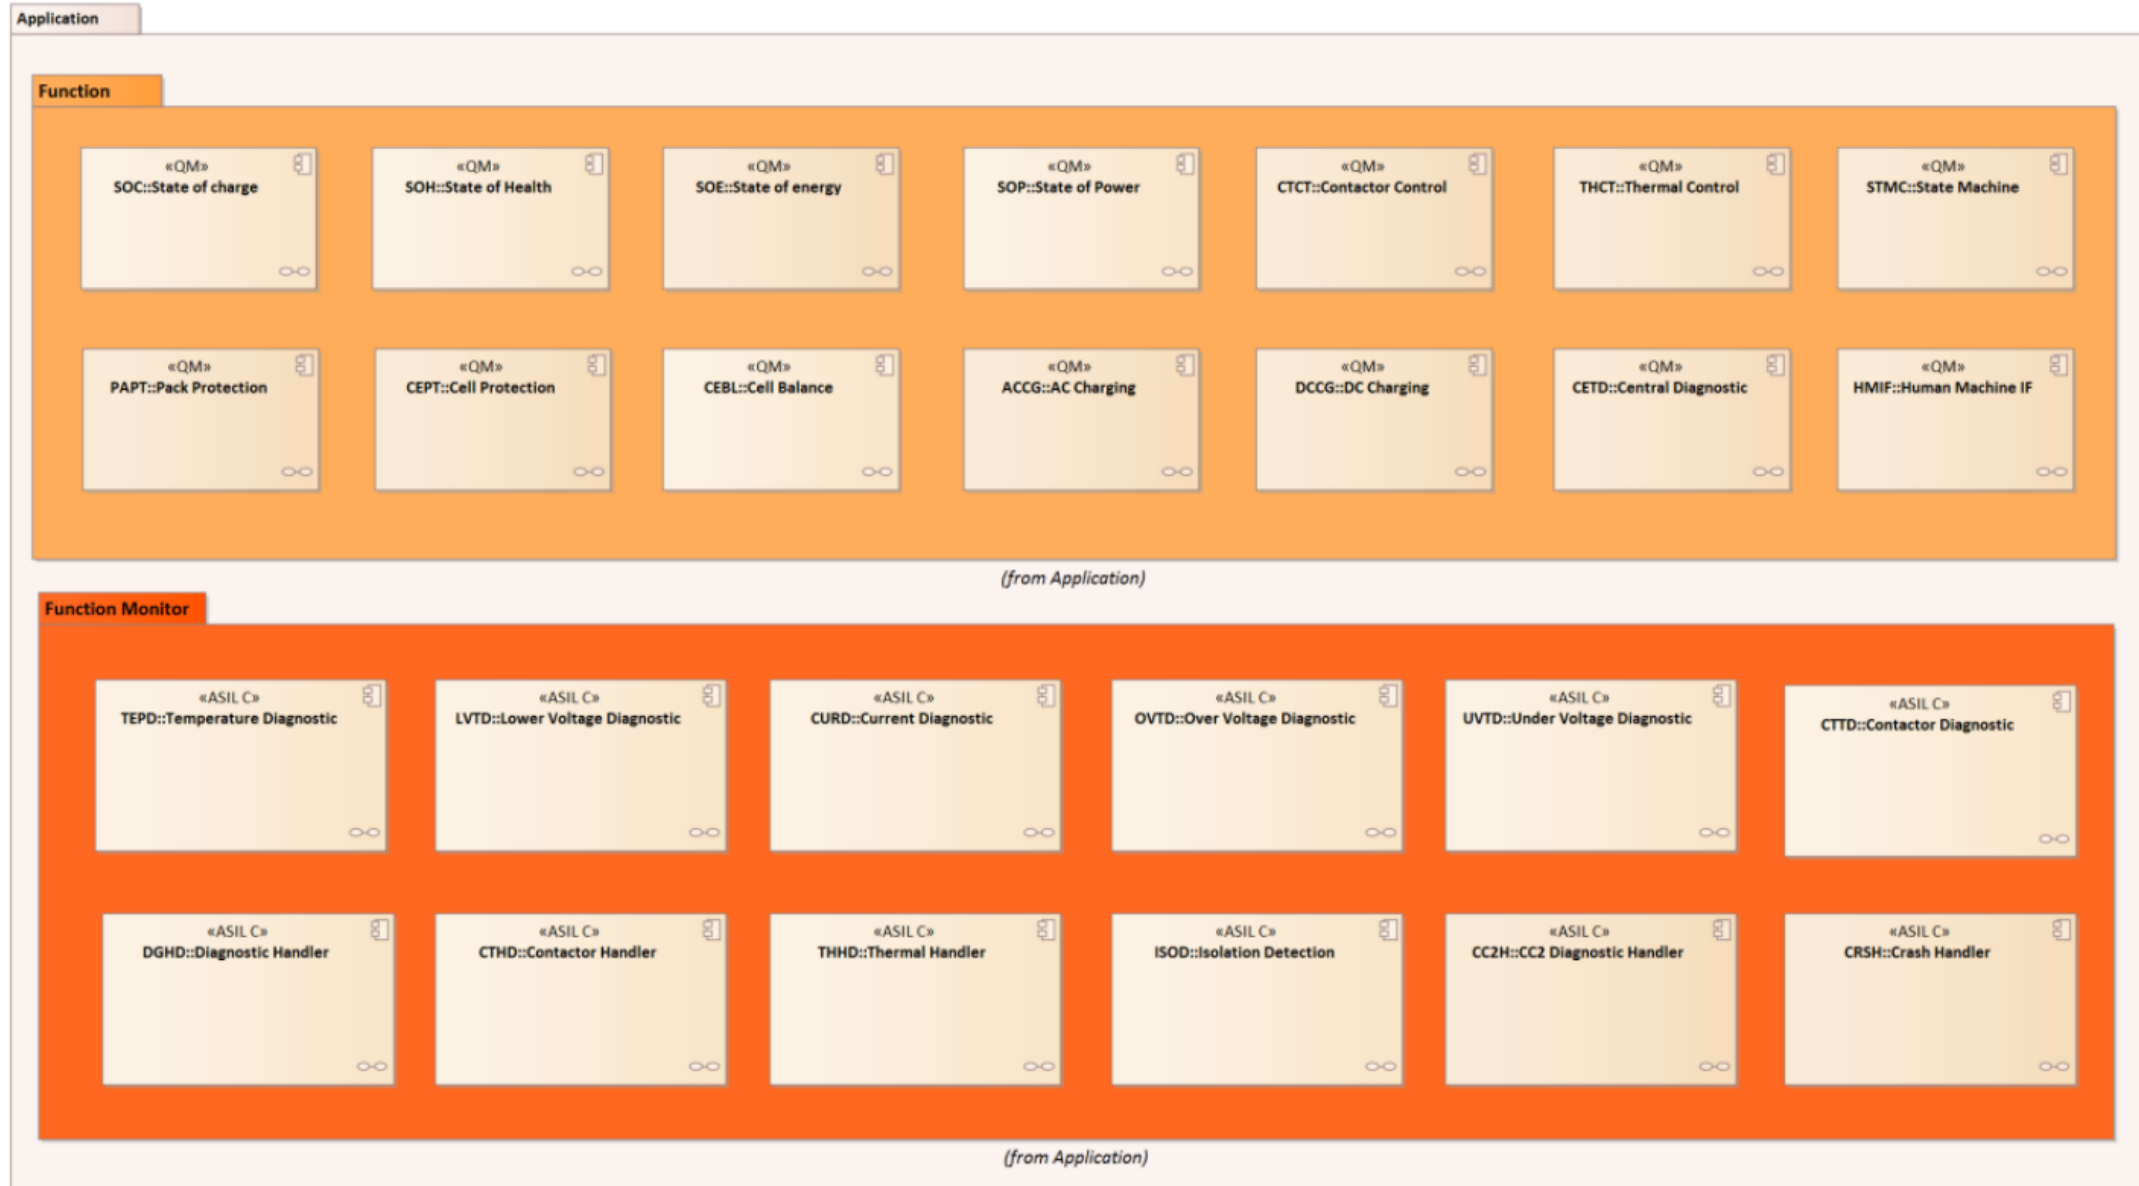 Application
Function
«QM»
SOC::State of charge
«QM»
SOH::State of Health
«QM»
SOE::State of energy
«QM»
SOP::State of Power
«QM»
CTCT::Contactor Control
«QM»
THCT::Thermal Control
«QM»
STMC::State Machine
«QM»
PAPT::Pack Protection
«QM»
CEPT::Cell Protection
«QM»
CEBL::Cell Balance
«QM»
ACCG::AC Charging
«QM»
DCCG::DC Charging
«QM»
CETD::Central Diagnostic
«QM»
HMIF::Human Machine IF
(from Application)
Function Monitor
«ASIL C»
TEPD::Temperature Diagnostic
«ASIL C»
LVTD::Lower Voltage Diagnostic
«ASIL C»
CURD::Current Diagnostic
«ASIL C»
OVTD::Over Voltage Diagnostic
«ASIL C»
UVTD::Under Voltage Diagnostic
«ASIL C»
CTTD::Contactor Diagnostic
«ASIL C»
DGHD::Diagnostic Handler
«ASIL C»
CTHD::Contactor Handler
«ASIL C»
THHD::Thermal Handler
«ASIL C»
ISOD::Isolation Detection
«ASIL C»
CC2H::CC2 Diagnostic Handler
«ASIL C»
CRSH::Crash Handler
(from Application)